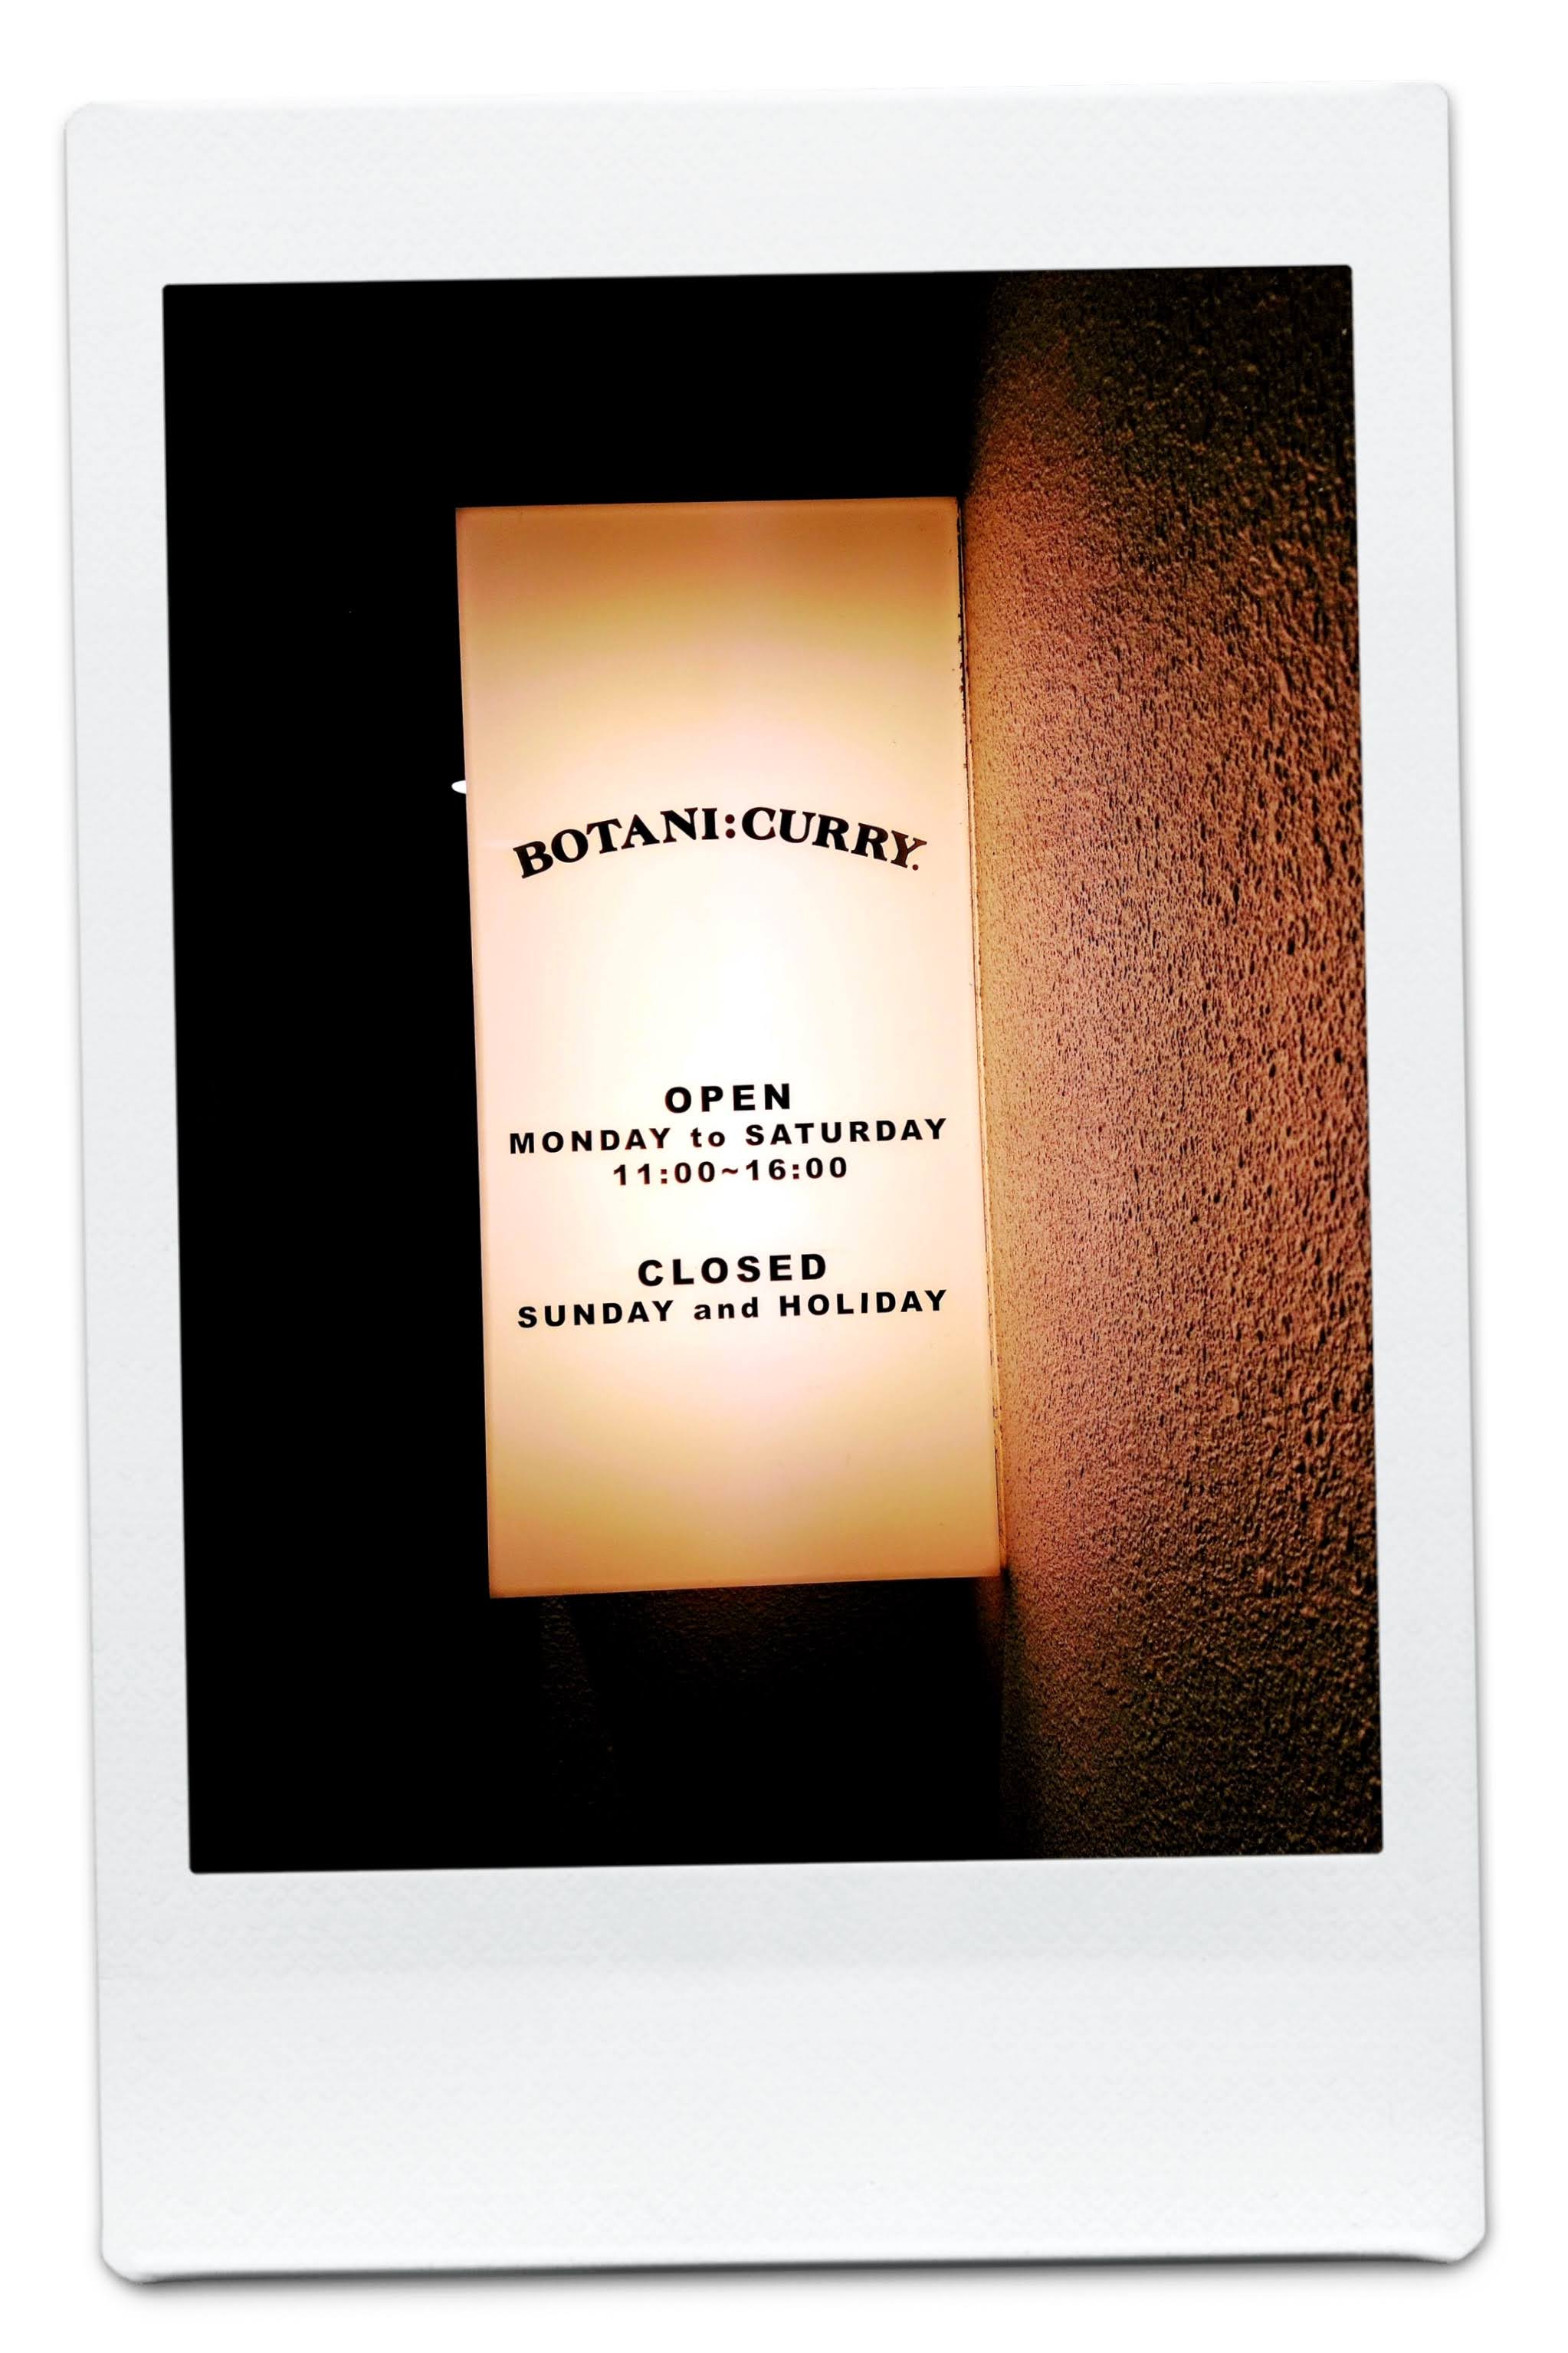 BOTANI:CURRY.
OPEN
MONDAY to SATURDAY
11:00~16:00
CLOSED
SUNDAY and HOLIDAY